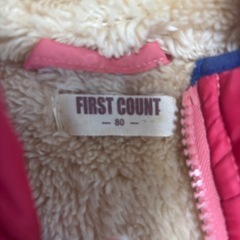 FIRST COUNT
— 80 —